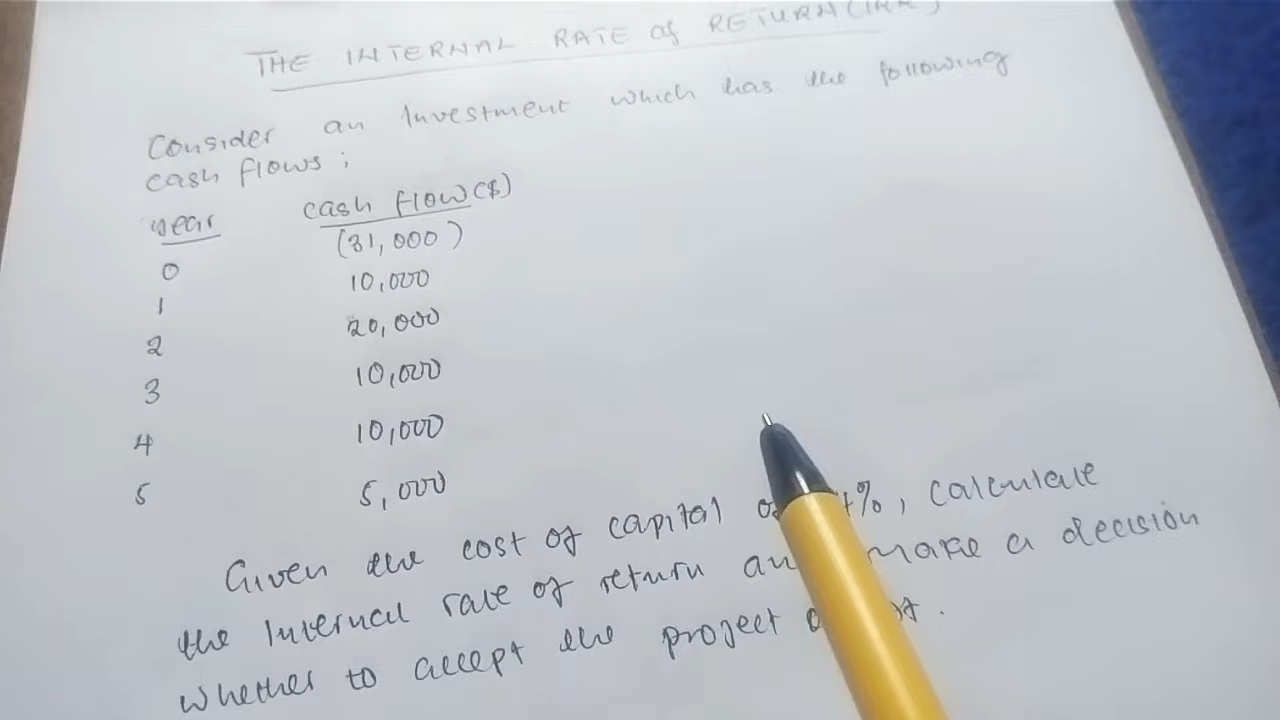 THE INTERNAL RATE of RETURN (IRR)
Consider an Investment which has the following
cash flows:
year cash flow ($)
0 (31,000)
1 10,000
2 20,000
3 10,000
4 10,000
5 5,000
Given the cost of capital %, calculate
the Internal rate of return make a decision
whether to accept the project